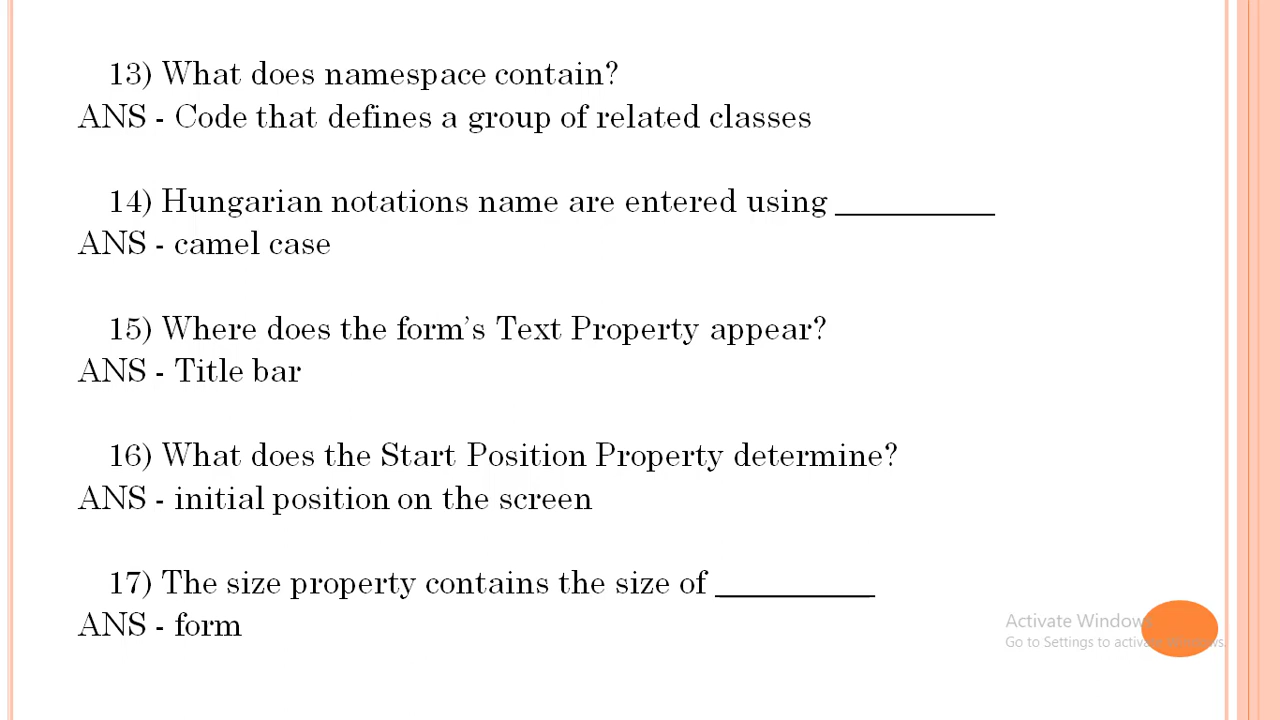 13) What does namespace contain?
ANS - Code that defines a group of related classes
14) Hungarian notations name are entered using __________
ANS - camel case
15) Where does the form's Text Property appear?
ANS - Title bar
16) What does the Start Position Property determine?
ANS - initial position on the screen
17) The size property contains the size of __________
ANS - form
Activate Windows
Go to Settings to activate Windows.